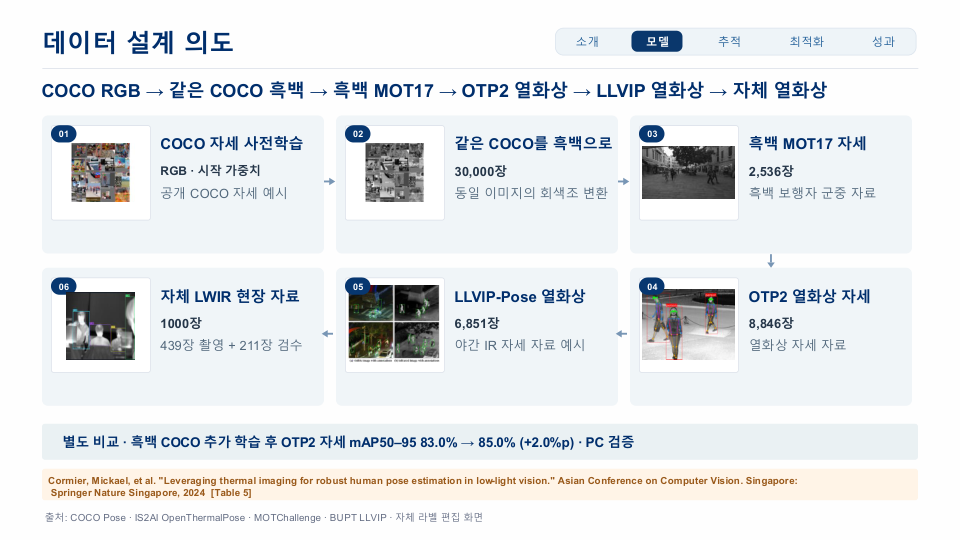 데이터 설계 의도
소개 모델 추적 최적화 성과
COCO RGB → 같은 COCO 흑백 → 흑백 MOT17 → OTP2 열화상 → LLVIP 열화상 → 자체 열화상
01
COCO 자세 사전학습
RGB · 시작 가중치
공개 COCO 자세 예시
02
같은 COCO를 흑백으로
30,000장
동일 이미지의 회색조 변환
03
흑백 MOT17 자세
2,536장
흑백 보행자 군중 자료
06
자체 LWIR 현장 자료
1000장
439장 촬영 + 211장 검수
05
LLVIP-Pose 열화상
6,851장
야간 IR 자세 자료 예시
04
OTP2 열화상 자세
8,846장
열화상 자세 자료
별도 비교 · 흑백 COCO 추가 학습 후 OTP2 자세 mAP50–95 83.0% → 85.0% (+2.0%p) · PC 검증
Cormier, Mickael, et al. "Leveraging thermal imaging for robust human pose estimation in low-light vision." Asian Conference on Computer Vision. Singapore:
Springer Nature Singapore, 2024 [Table 5]
출처: COCO Pose · IS2AI OpenThermalPose · MOTChallenge · BUPT LLVIP · 자체 라벨 편집 화면